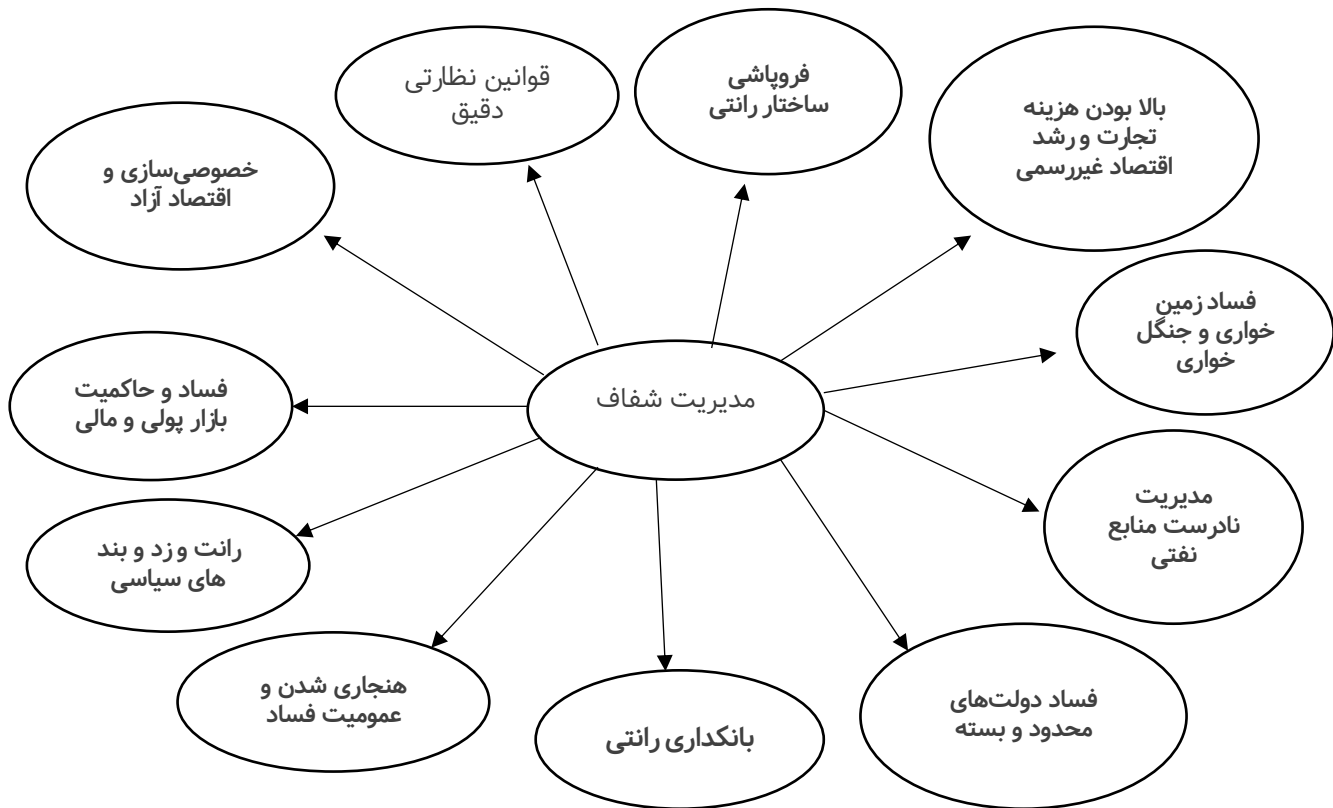 فروپاشی
ساختار رانتی
قوانین نظارتی
دقیق
بالا بودن هزینه
تجارت و رشد
اقتصاد غیررسمی
خصوصی‌سازی و
اقتصاد آزاد
فساد زمین
خواری و جنگل
خواری
مدیریت شفاف
فساد و حاکمیت
بازار پولی و مالی
مدیریت
نادرست منابع
نفتی
رانت و زد و بند
های سیاسی
هنجاری شدن و
عمومیت فساد
بانکداری رانتی
فساد دولت‌های
محدود و بسته